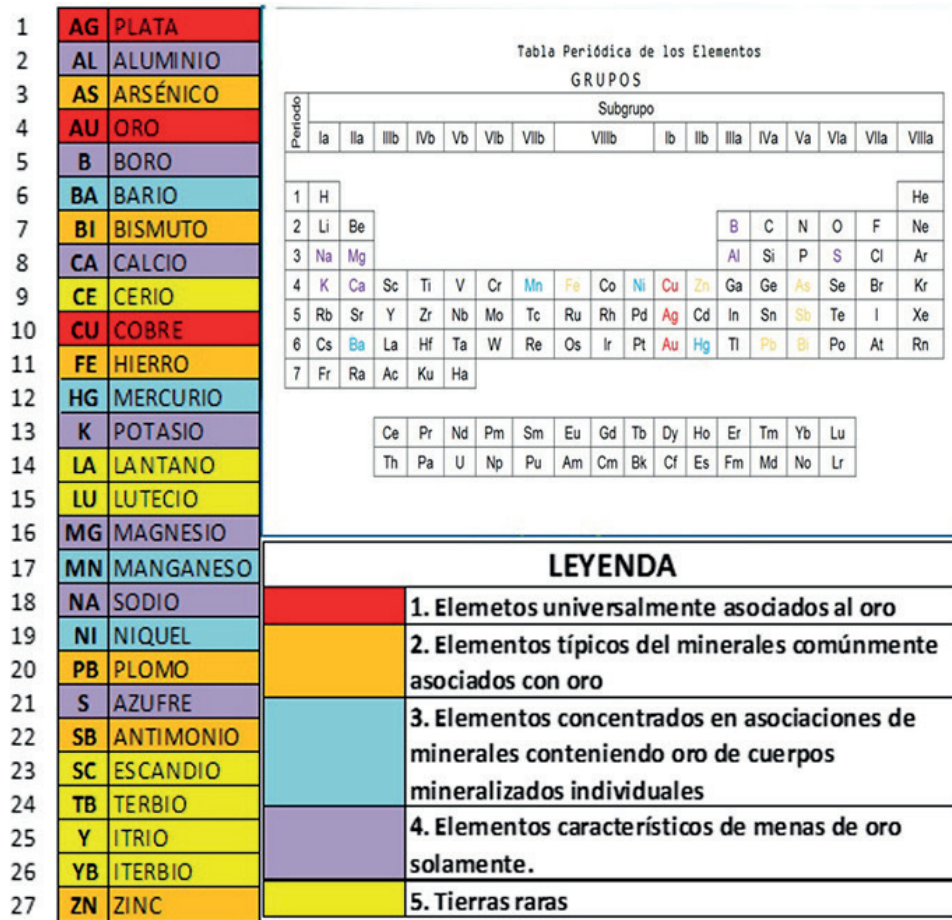 1 AG PLATA
2 AL ALUMINIO
3 AS ARSÉNICO
4 AU ORO
5 B BORO
6 BA BARIO
7 BI BISMUTO
8 CA CALCIO
9 CE CERIO
10 CU COBRE
11 FE HIERRO
12 HG MERCURIO
13 K POTASIO
14 LA LANTANO
15 LU LUTECIO
16 MG MAGNESIO
17 MN MANGANESO
18 NA SODIO
19 NI NIQUEL
20 PB PLOMO
21 S AZUFRE
22 SB ANTIMONIO
23 SC ESCANDIO
24 TB TERBIO
25 Y ITRIO
26 YB ITERBIO
27 ZN ZINC
Tabla Periódica de los Elementos
GRUPOS
Periodo
Subgrupo
Ia IIa IIIb IVb Vb VIb VIIb VIIIb Ib IIb IIIa IVa Va VIa VIIa VIIIa
1 H He
2 Li Be B C N O F Ne
3 Na Mg Al Si P S Cl Ar
4 K Ca Sc Ti V Cr Mn Fe Co Ni Cu Zn Ga Ge As Se Br Kr
5 Rb Sr Y Zr Nb Mo Tc Ru Rh Pd Ag Cd In Sn Sb Te I Xe
6 Cs Ba La Hf Ta W Re Os Ir Pt Au Hg Tl Pb Bi Po At Rn
7 Fr Ra Ac Ku Ha
Ce Pr Nd Pm Sm Eu Gd Tb Dy Ho Er Tm Yb Lu
Th Pa U Np Pu Am Cm Bk Cf Es Fm Md No Lr
LEYENDA
1. Elemetos universalmente asociados al oro
2. Elementos típicos del minerales comúnmente
asociados con oro
3. Elementos concentrados en asociaciones de
minerales conteniendo oro de cuerpos
mineralizados individuales
4. Elementos característicos de menas de oro
solamente.
5. Tierras raras